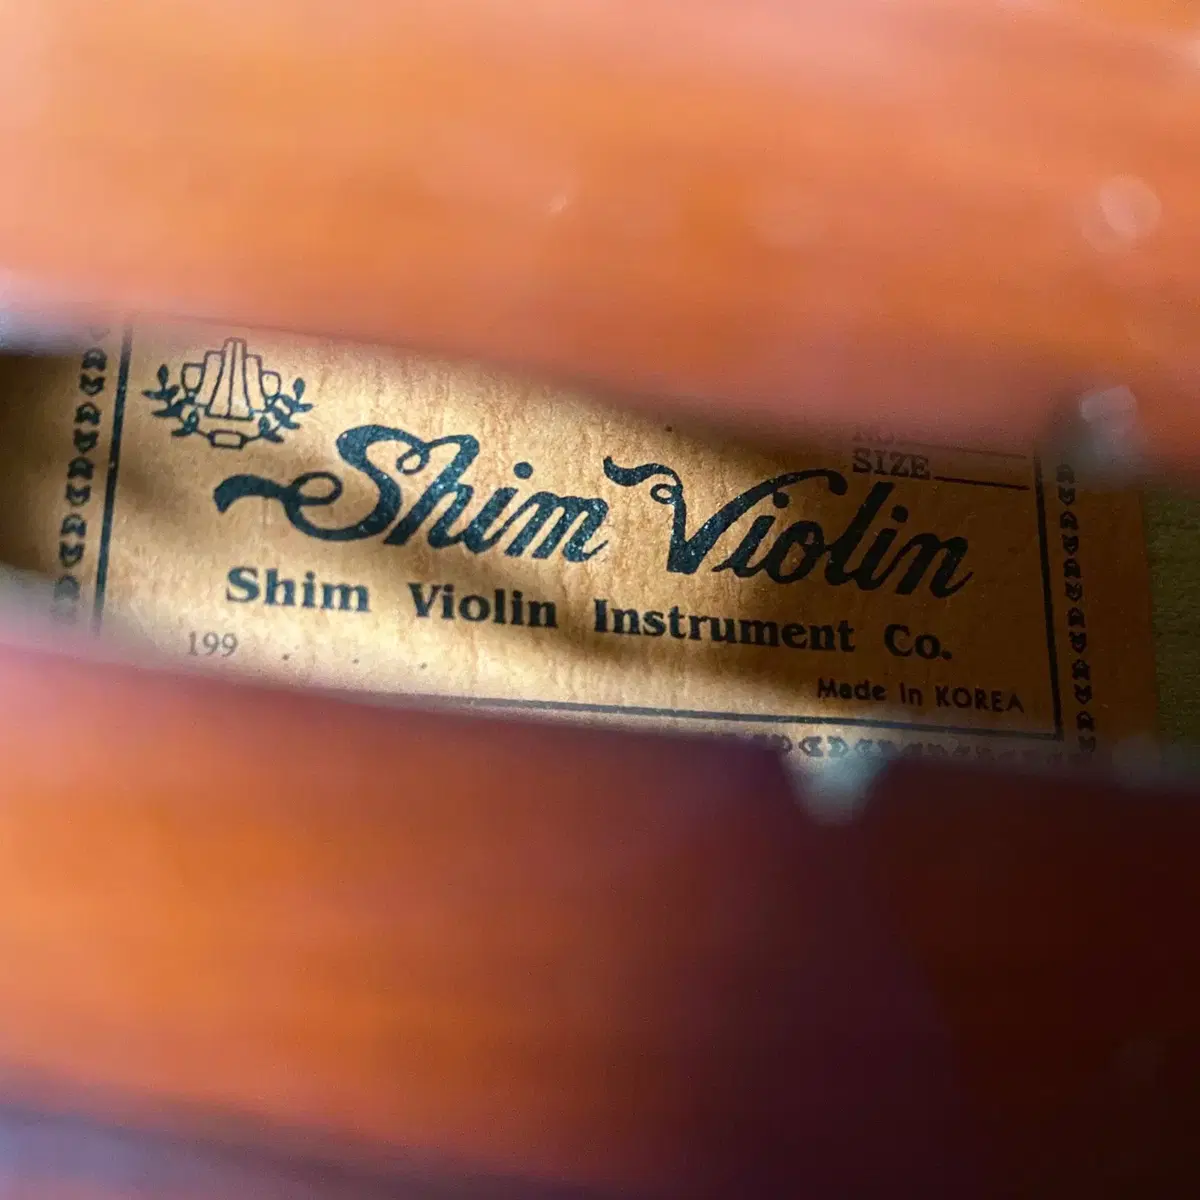 SIZE
Shim Violin
Shim Violin Instrument Co.
199
Made in KOREA